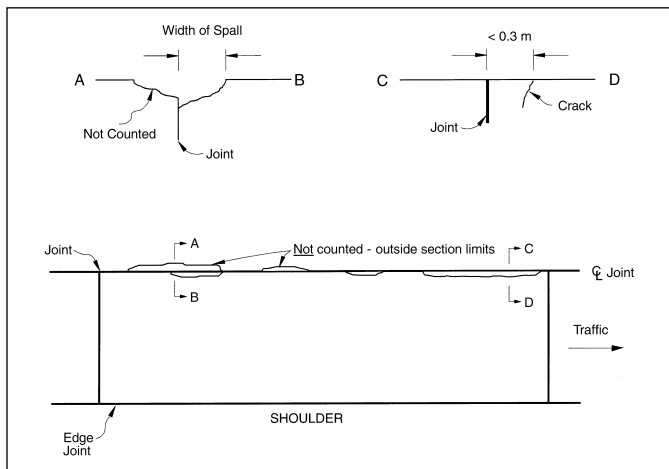 Width of Spall
< 0.3 m
A
B
C
D
Not Counted
Joint
Joint
Crack
Joint
A
Not counted - outside section limits
C
℄ Joint
B
D
Traffic
SHOULDER
Edge
Joint